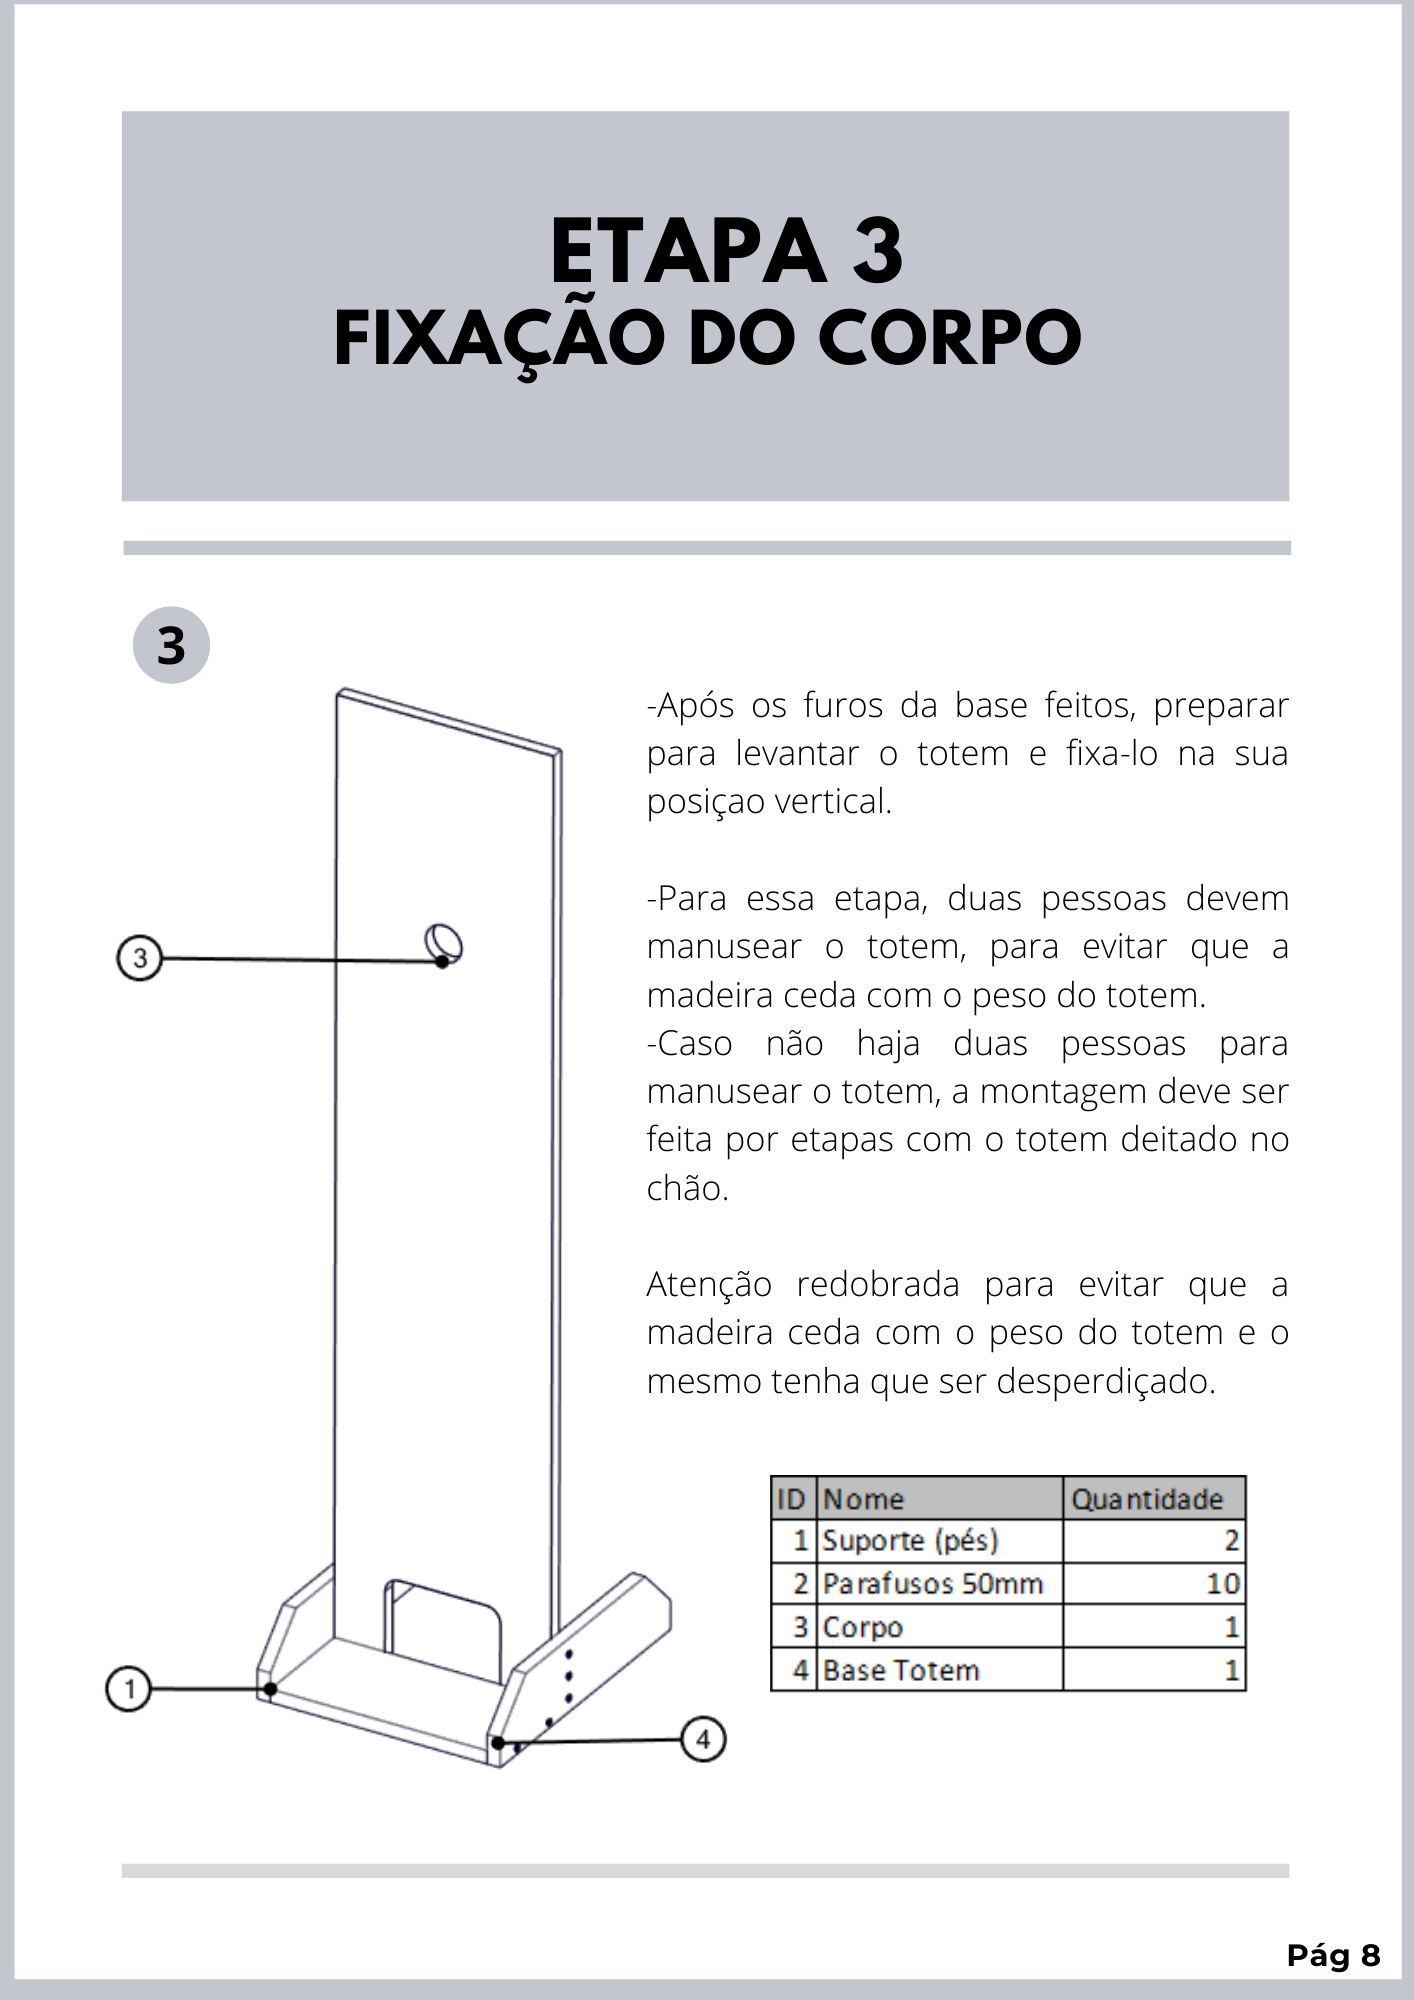 ETAPA 3
FIXAÇÃO DO CORPO
3
-Após os furos da base feitos, preparar
para levantar o totem e fixa-lo na sua
posiçao vertical.
-Para essa etapa, duas pessoas devem
manusear o totem, para evitar que a
madeira ceda com o peso do totem.
-Caso não haja duas pessoas para
manusear o totem, a montagem deve ser
feita por etapas com o totem deitado no
chão.
Atenção redobrada para evitar que a
madeira ceda com o peso do totem e o
mesmo tenha que ser desperdiçado.
3
1
4
ID Nome Quantidade
1 Suporte (pés) 2
2 Parafusos 50mm 10
3 Corpo 1
4 Base Totem 1
Pág 8